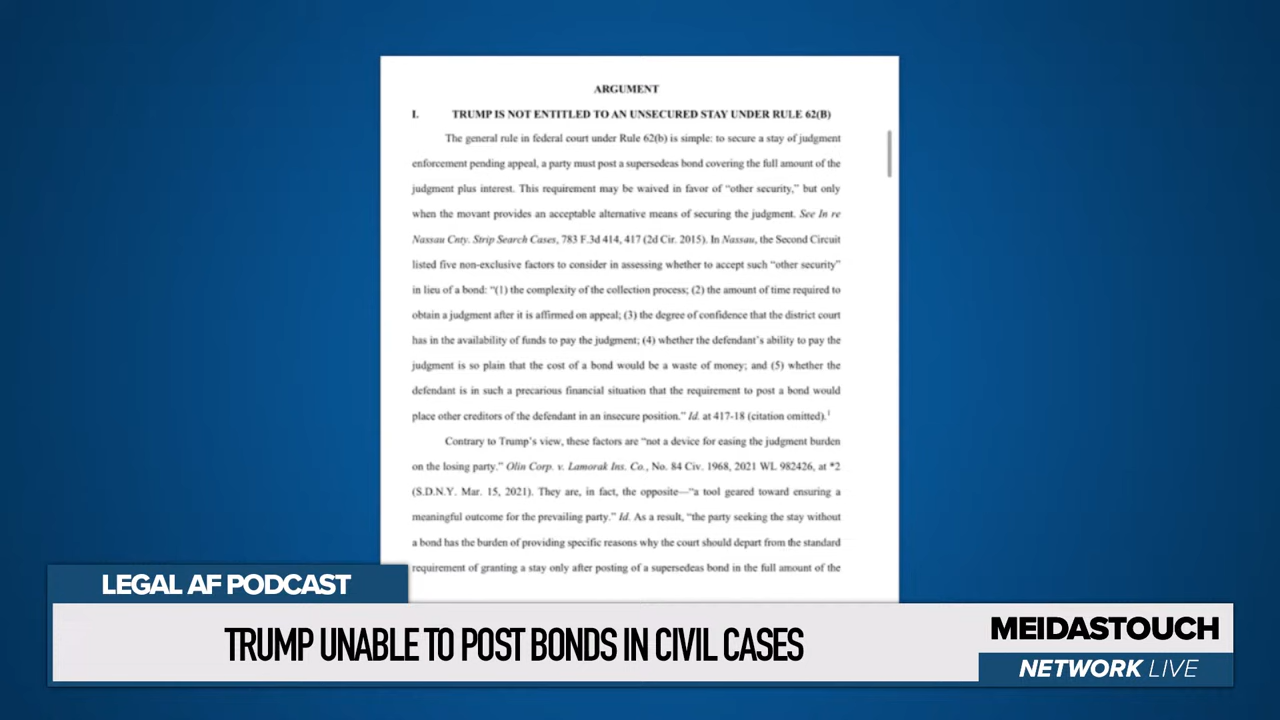 ARGUMENT
I. TRUMP IS NOT ENTITLED TO AN UNSECURED STAY UNDER RULE 62(B)
The general rule in federal court under Rule 62(b) is simple: to secure a stay of judgment
enforcement pending appeal, a party must post a supersedeas bond covering the full amount of the
judgment plus interest. This requirement may be waived in favor of “other security,” but only
when the movant provides an acceptable alternative means of securing the judgment. See In re
Nassau Cnty. Strip Search Cases, 783 F.3d 414, 417 (2d Cir. 2015). In Nassau, the Second Circuit
listed five non-exclusive factors to consider in assessing whether to accept such “other security”
in lieu of a bond: “(1) the complexity of the collection process; (2) the amount of time required to
obtain a judgment after it is affirmed on appeal; (3) the degree of confidence that the district court
has in the availability of funds to pay the judgment; (4) whether the defendant’s ability to pay the
judgment is so plain that the cost of a bond would be a waste of money; and (5) whether the
defendant is in such a precarious financial situation that the requirement to post a bond would
place other creditors of the defendant in an insecure position.” Id. at 417-18 (citation omitted).1
Contrary to Trump’s view, these factors are “not a device for easing the judgment burden
on the losing party.” Olin Corp. v. Lamorak Ins. Co., No. 84 Civ. 1968, 2021 WL 982426, at *2
(S.D.N.Y. Mar. 15, 2021). They are, in fact, the opposite—“a tool geared toward ensuring a
meaningful outcome for the prevailing party.” Id. As a result, “the party seeking the stay without
a bond has the burden of providing specific reasons why the court should depart from the standard
requirement of granting a stay only after posting of a supersedeas bond in the full amount of the
LEGAL AF PODCAST
TRUMP UNABLE TO POST BONDS IN CIVIL CASES
MEIDASTOUCH
NETWORK LIVE